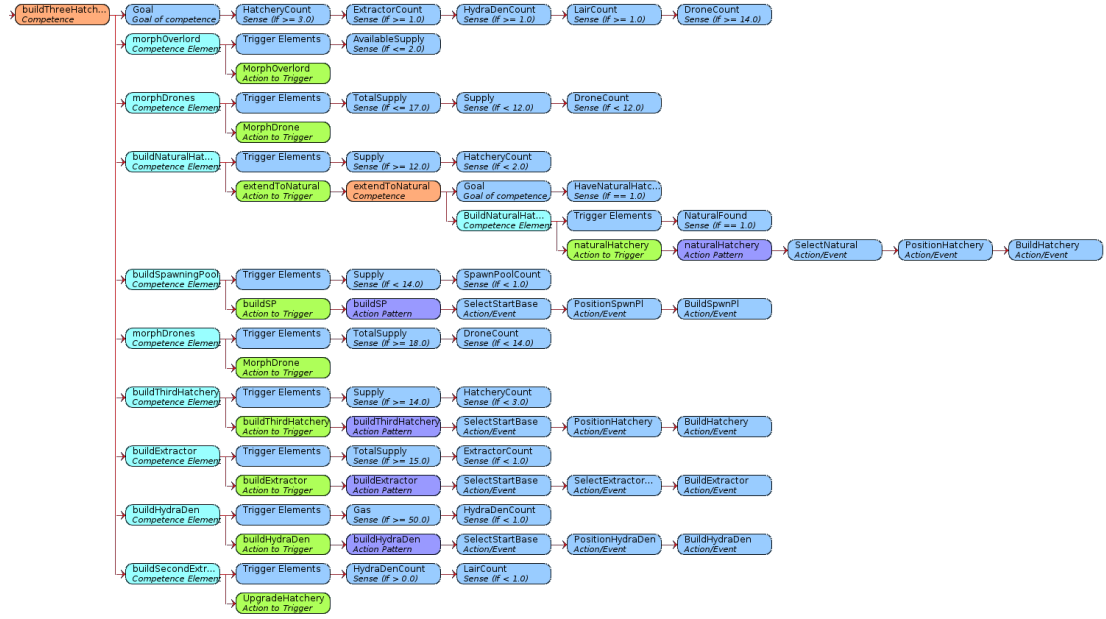 buildThreeHatch...
Competence
Goal
Goal of competence
HatcheryCount
Sense (If >= 3.0)
ExtractorCount
Sense (If >= 1.0)
HydraDenCount
Sense (If >= 1.0)
LairCount
Sense (If >= 1.0)
DroneCount
Sense (If >= 14.0)
morphOverlord
Competence Element
Trigger Elements
AvailableSupply
Sense (If <= 2.0)
MorphOverlord
Action to Trigger
morphDrones
Competence Element
Trigger Elements
TotalSupply
Sense (If <= 17.0)
Supply
Sense (If < 12.0)
DroneCount
Sense (If < 12.0)
MorphDrone
Action to Trigger
buildNaturalHat...
Competence Element
Trigger Elements
Supply
Sense (If >= 12.0)
HatcheryCount
Sense (If < 2.0)
extendToNatural
Action to Trigger
extendToNatural
Competence
Goal
Goal of competence
HaveNaturalHatc...
Sense (If == 1.0)
BuildNaturalHat...
Competence Element
Trigger Elements
NaturalFound
Sense (If == 1.0)
naturalHatchery
Action to Trigger
naturalHatchery
Action Pattern
SelectNatural
Action/Event
PositionHatchery
Action/Event
BuildHatchery
Action/Event
buildSpawningPool
Competence Element
Trigger Elements
Supply
Sense (If < 14.0)
SpawnPoolCount
Sense (If < 1.0)
buildSP
Action to Trigger
buildSP
Action Pattern
SelectStartBase
Action/Event
PositionSpwnPl
Action/Event
BuildSpwnPl
Action/Event
morphDrones
Competence Element
Trigger Elements
TotalSupply
Sense (If >= 18.0)
DroneCount
Sense (If < 14.0)
MorphDrone
Action to Trigger
buildThirdHatchery
Competence Element
Trigger Elements
Supply
Sense (If >= 14.0)
HatcheryCount
Sense (If < 3.0)
buildThirdHatchery
Action to Trigger
buildThirdHatchery
Action Pattern
SelectStartBase
Action/Event
PositionHatchery
Action/Event
BuildHatchery
Action/Event
buildExtractor
Competence Element
Trigger Elements
TotalSupply
Sense (If >= 15.0)
ExtractorCount
Sense (If < 1.0)
buildExtractor
Action to Trigger
buildExtractor
Action Pattern
SelectStartBase
Action/Event
SelectExtractor...
Action/Event
BuildExtractor
Action/Event
buildHydraDen
Competence Element
Trigger Elements
Gas
Sense (If >= 50.0)
HydraDenCount
Sense (If < 1.0)
buildHydraDen
Action to Trigger
buildHydraDen
Action Pattern
SelectStartBase
Action/Event
PositionHydraDen
Action/Event
BuildHydraDen
Action/Event
buildSecondExtr...
Competence Element
Trigger Elements
HydraDenCount
Sense (If > 0.0)
LairCount
Sense (If < 1.0)
UpgradeHatchery
Action to Trigger